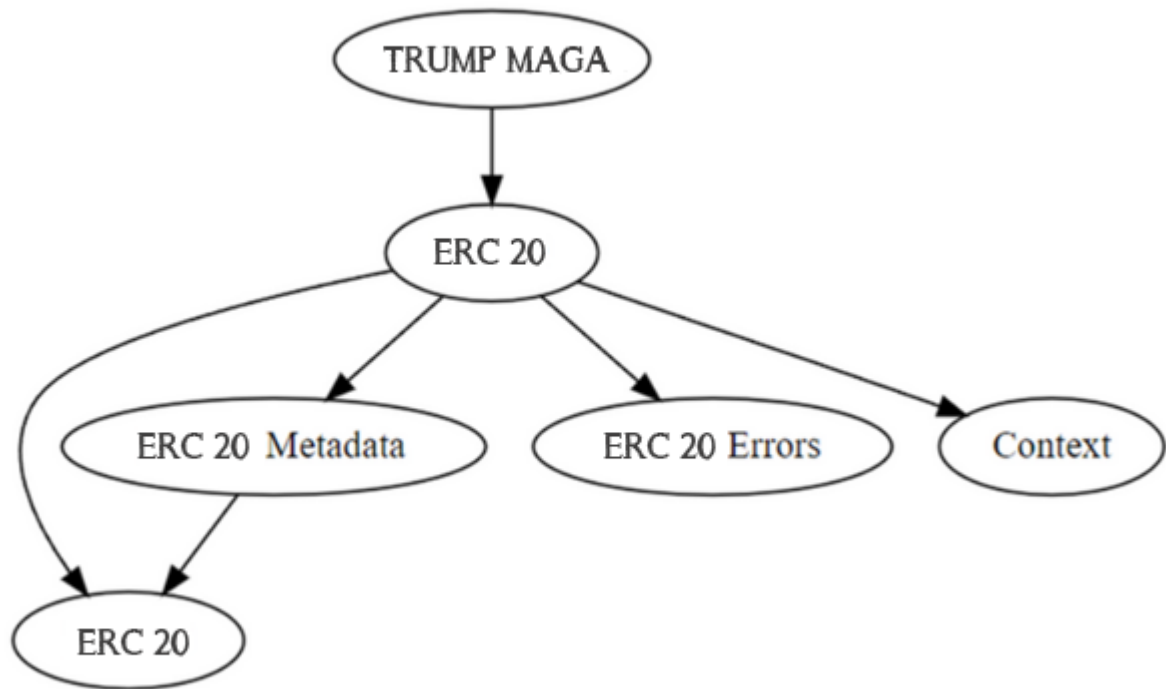 TRUMP MAGA
ERC 20
ERC 20 Metadata
ERC 20 Errors
Context
ERC 20